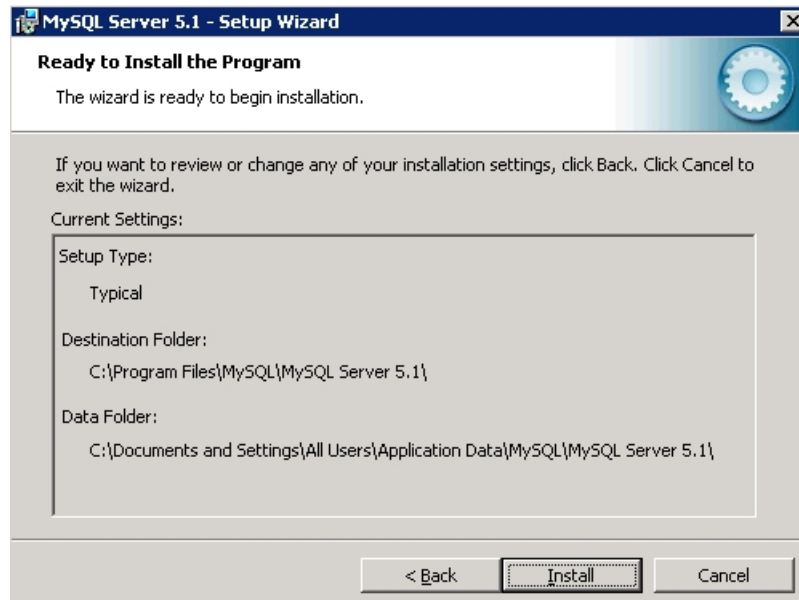 MySQL Server 5.1 - Setup Wizard
Ready to Install the Program
The wizard is ready to begin installation.
If you want to review or change any of your installation settings, click Back. Click Cancel to
exit the wizard.
Current Settings:
Setup Type:
Typical
Destination Folder:
C:\Program Files\MySQL\MySQL Server 5.1\
Data Folder:
C:\Documents and Settings\All Users\Application Data\MySQL\MySQL Server 5.1\
< Back Install Cancel